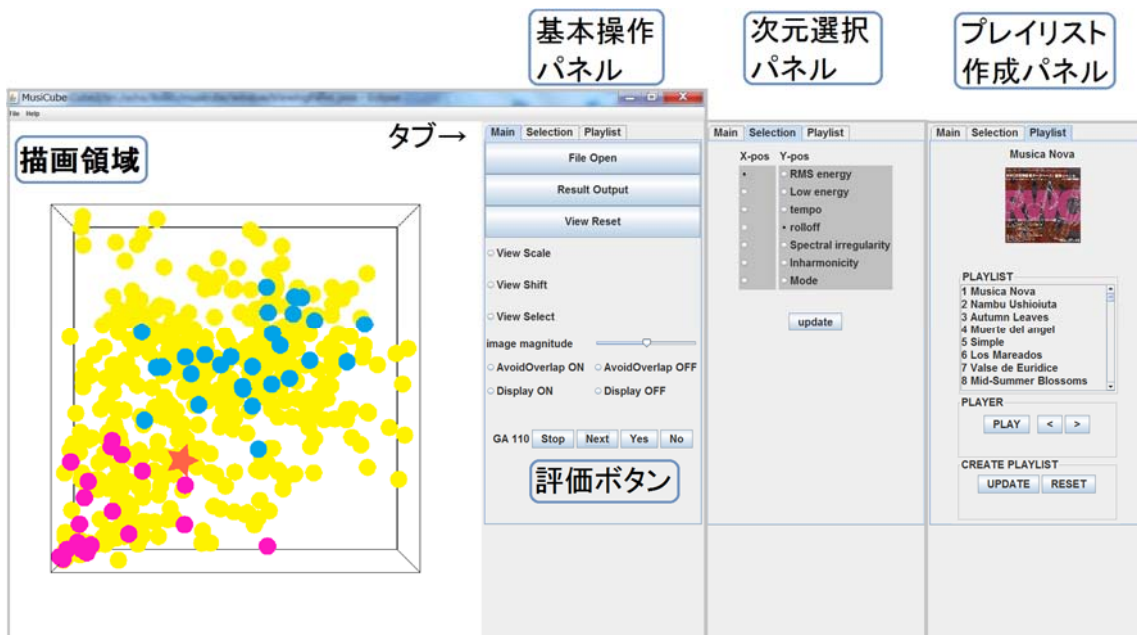 基本操作
パネル
次元選択
パネル
プレイリスト
作成パネル
MusiCube
File Help
描画領域
タブ→
Main Selection Playlist
File Open
Result Output
View Reset
View Scale
View Shift
View Select
image magnitude
AvoidOverlap ON AvoidOverlap OFF
Display ON Display OFF
GA 110 Stop Next Yes No
評価ボタン
Main Selection Playlist
X-pos Y-pos
RMS energy
Low energy
tempo
rolloff
Spectral irregularity
Inharmonicity
Mode
update
Main Selection Playlist
Musica Nova
PLAYLIST
1 Musica Nova
2 Nambu Ushioiuta
3 Autumn Leaves
4 Muerte del angel
5 Simple
6 Los Mareados
7 Valse de Euridice
8 Mid-Summer Blossoms
PLAYER
PLAY < >
CREATE PLAYLIST
UPDATE RESET